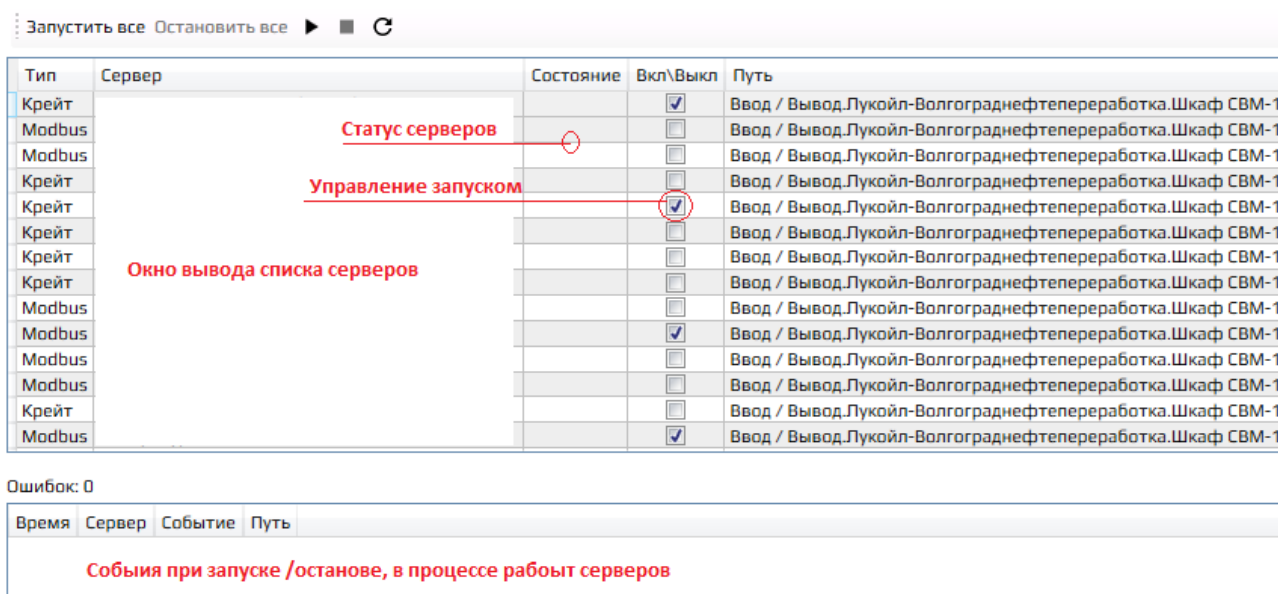 Запустить все Остановить все
Тип Сервер Состояние Вкл\Выкл Путь
Крейт Ввод / Вывод.Лукойл-Волгограднефтепереработка.Шкаф СВМ-1
Modbus Статус серверов Ввод / Вывод.Лукойл-Волгограднефтепереработка.Шкаф СВМ-1
Modbus Ввод / Вывод.Лукойл-Волгограднефтепереработка.Шкаф СВМ-1
Крейт Управление запуском Ввод / Вывод.Лукойл-Волгограднефтепереработка.Шкаф СВМ-1
Крейт Ввод / Вывод.Лукойл-Волгограднефтепереработка.Шкаф СВМ-1
Крейт Ввод / Вывод.Лукойл-Волгограднефтепереработка.Шкаф СВМ-1
Крейт Окно вывода списка серверов Ввод / Вывод.Лукойл-Волгограднефтепереработка.Шкаф СВМ-1
Крейт Ввод / Вывод.Лукойл-Волгограднефтепереработка.Шкаф СВМ-1
Modbus Ввод / Вывод.Лукойл-Волгограднефтепереработка.Шкаф СВМ-1
Modbus Ввод / Вывод.Лукойл-Волгограднефтепереработка.Шкаф СВМ-1
Modbus Ввод / Вывод.Лукойл-Волгограднефтепереработка.Шкаф СВМ-1
Modbus Ввод / Вывод.Лукойл-Волгограднефтепереработка.Шкаф СВМ-1
Крейт Ввод / Вывод.Лукойл-Волгограднефтепереработка.Шкаф СВМ-1
Modbus Ввод / Вывод.Лукойл-Волгограднефтепереработка.Шкаф СВМ-1
Ошибок: 0
Время Сервер Событие Путь
Собыия при запуске /останове, в процессе рабоыт серверов